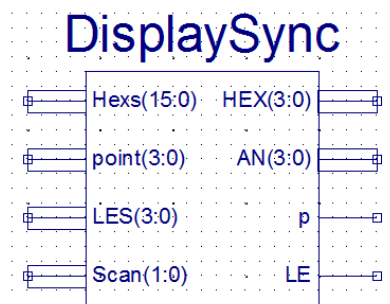 DisplaySync
Hexs(15:0) HEX(3:0)
point(3:0) AN(3:0)
LES(3:0) p
Scan(1:0) LE